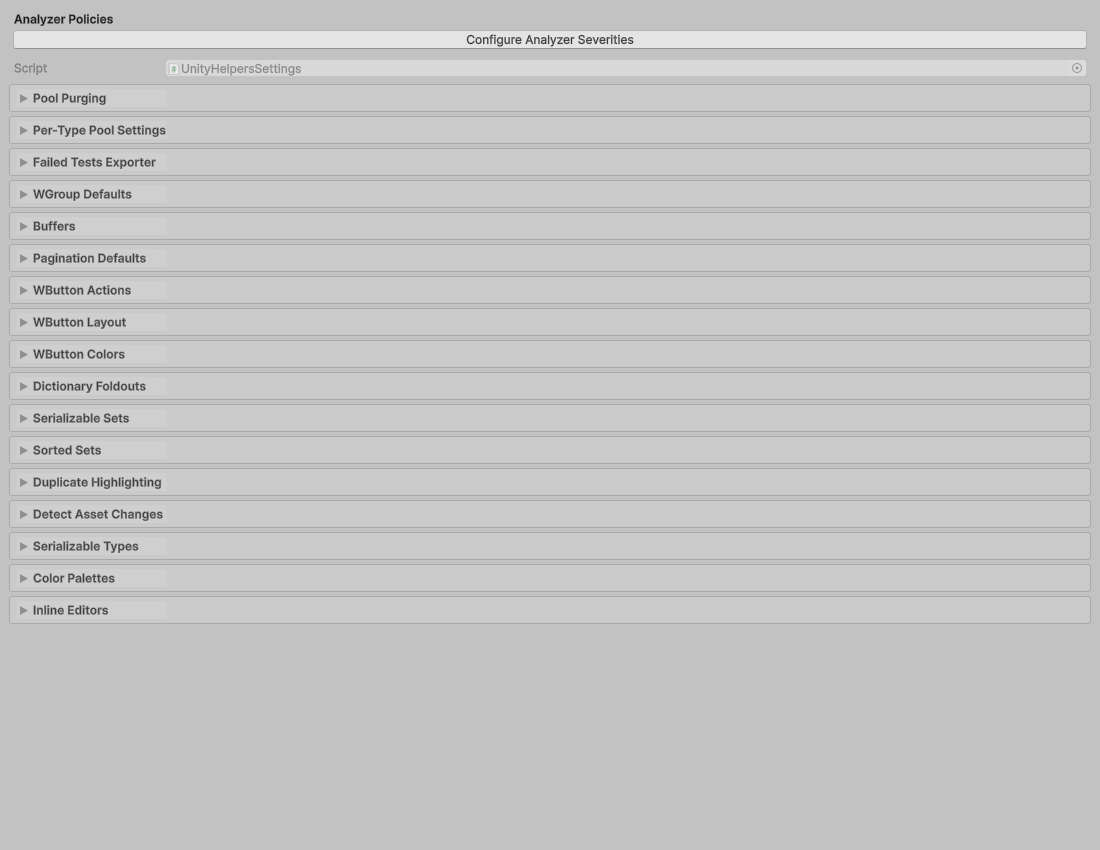 Analyzer Policies
Configure Analyzer Severities
Script
# UnityHelpersSettings
Pool Purging
Per-Type Pool Settings
Failed Tests Exporter
WGroup Defaults
Buffers
Pagination Defaults
WButton Actions
WButton Layout
WButton Colors
Dictionary Foldouts
Serializable Sets
Sorted Sets
Duplicate Highlighting
Detect Asset Changes
Serializable Types
Color Palettes
Inline Editors